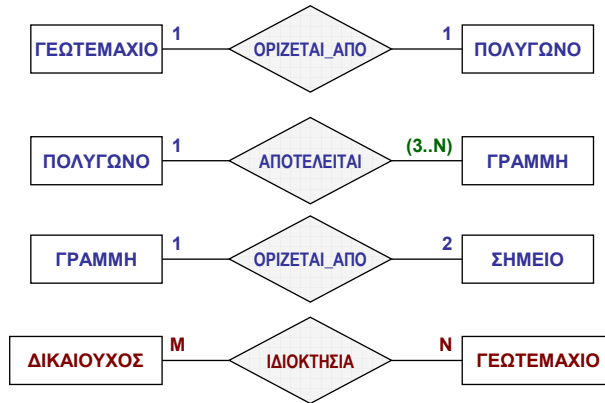 ΓΕΩΤΕΜΑΧΙΟ 1 ΟΡΙΖΕΤΑΙ_ΑΠΟ 1 ΠΟΛΥΓΩΝΟ
ΠΟΛΥΓΩΝΟ 1 ΑΠΟΤΕΛΕΙΤΑΙ (3..Ν) ΓΡΑΜΜΗ
ΓΡΑΜΜΗ 1 ΟΡΙΖΕΤΑΙ_ΑΠΟ 2 ΣΗΜΕΙΟ
ΔΙΚΑΙΟΥΧΟΣ Μ ΙΔΙΟΚΤΗΣΙΑ Ν ΓΕΩΤΕΜΑΧΙΟ